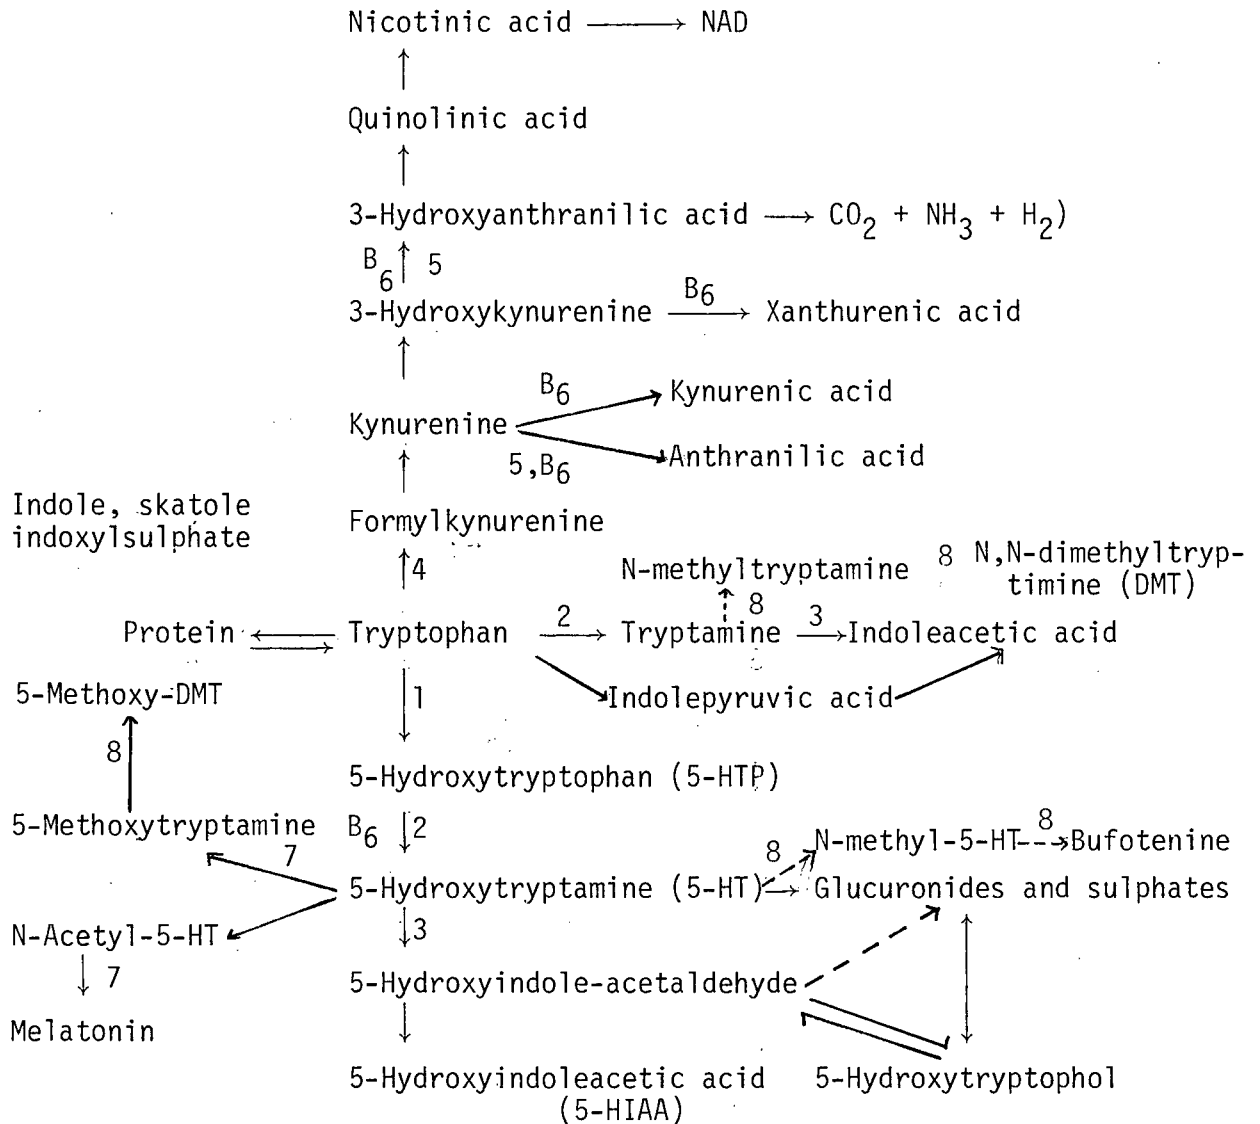 Nicotinic acid → NAD
Quinolinic acid
3-Hydroxyanthranilic acid → CO2 + NH3 + H2)
B6 5
B6
3-Hydroxykynurenine → Xanthurenic acid
B6 Kynurenic acid
Kynurenine
5,B6 Anthranilic acid
Indole, skatole
indoxylsulphate
Formylkynurenine
4
N-methyltryptamine 8 N,N-dimethyltryp-
timine (DMT)
8
2 3
Protein Tryptophan → Tryptamine → Indoleacetic acid
5-Methoxy-DMT
1
Indolepyruvic acid
8
5-Hydroxytryptophan (5-HTP)
5-Methoxytryptamine B6 2
7
8 N-methyl-5-HT 8 Bufotenine
5-Hydroxytryptamine (5-HT) → Glucuronides and sulphates
N-Acetyl-5-HT
3
7
5-Hydroxyindole-acetaldehyde
Melatonin
5-Hydroxyindoleacetic acid
(5-HIAA)
5-Hydroxytryptophol